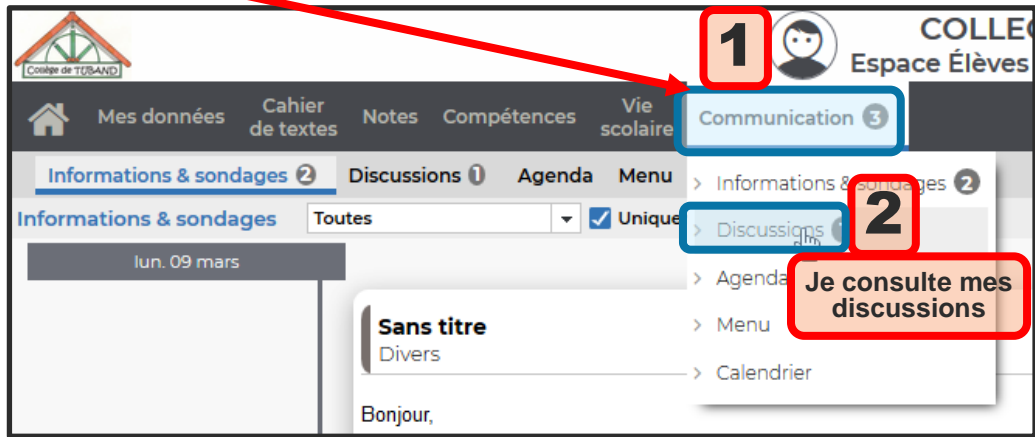 Collège de TUBAND
1
COLLE
Espace Élèves
Mes données
Cahier
de textes
Notes
Compétences
Vie
scolaire
Communication 3
Informations & sondages 2
Discussions 1
Agenda
Menu
> Informations & sondages 2
Informations & sondages
Toutes
Unique
> Discussions
2
lun. 09 mars
> Agenda
Je consulte mes
discussions
Sans titre
Divers
> Menu
> Calendrier
Bonjour,